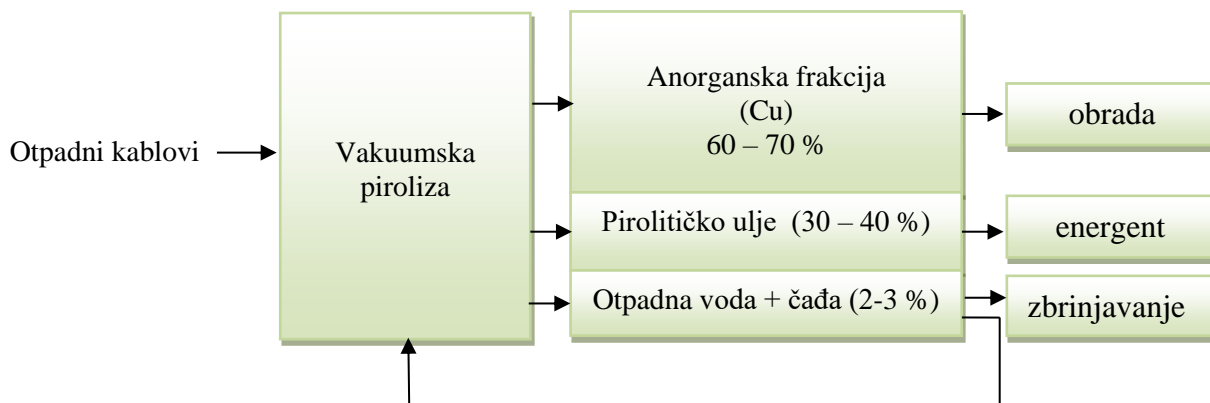 Otpadni kablovi
Vakuumska
piroliza
Anorganska frakcija
(Cu)
60 – 70 %
obrada
Pirolitičko ulje (30 – 40 %)
energent
Otpadna voda + čađa (2-3 %)
zbrinjavanje